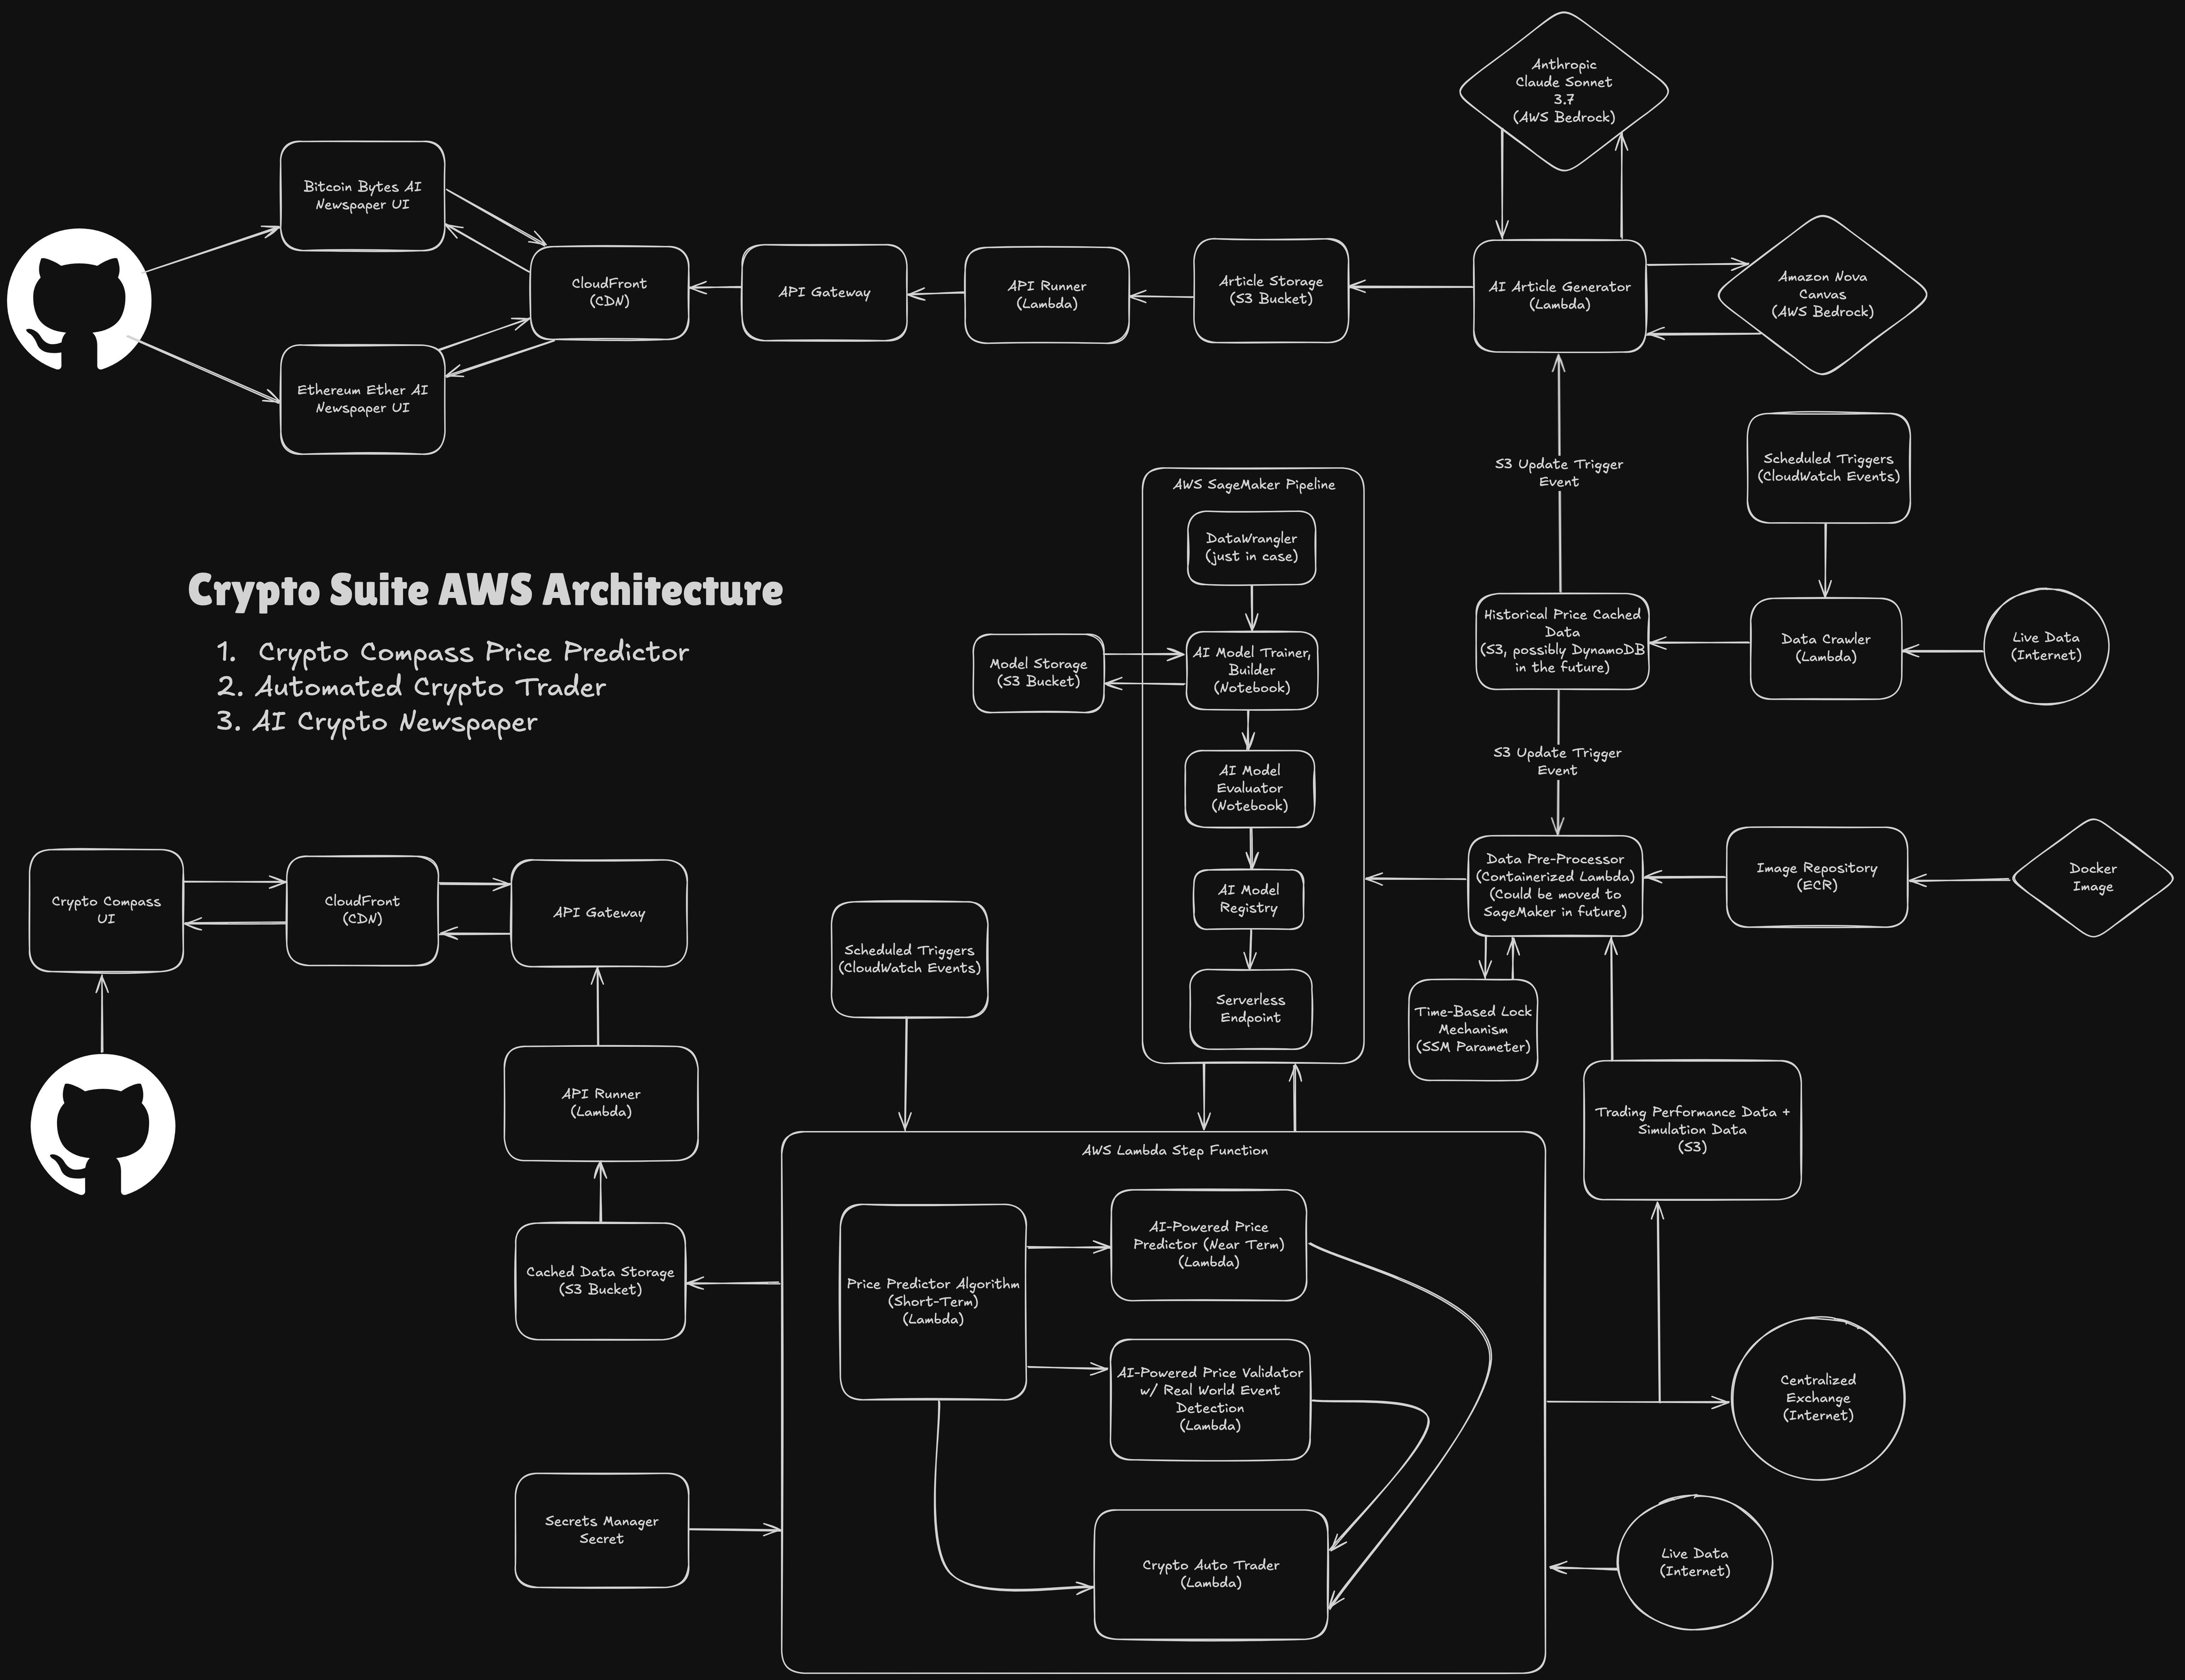 Anthropic
Claude Sonnet
3.7
(AWS Bedrock)
Bitcoin Bytes AI
Newspaper UI
CloudFront
(CDN)
API Gateway
API Runner
(Lambda)
Article Storage
(S3 Bucket)
AI Article Generator
(Lambda)
Amazon Nova
Canvas
(AWS Bedrock)
Ethereum Ether AI
Newspaper UI
S3 Update Trigger
Event
Scheduled Triggers
(CloudWatch Events)
AWS SageMaker Pipeline
DataWrangler
(just in case)
Crypto Suite AWS Architecture
1. Crypto Compass Price Predictor
2. Automated Crypto Trader
3. AI Crypto Newspaper
Model Storage
(S3 Bucket)
AI Model Trainer,
Builder
(Notebook)
Historical Price Cached
Data
(S3, possibly DynamoDB
in the future)
Data Crawler
(Lambda)
Live Data
(Internet)
AI Model
Evaluator
(Notebook)
S3 Update Trigger
Event
Crypto Compass
UI
CloudFront
(CDN)
API Gateway
Scheduled Triggers
(CloudWatch Events)
AI Model
Registry
Data Pre-Processor
(Containerized Lambda)
(Could be moved to
SageMaker in future)
Image Repository
(ECR)
Docker
Image
Serverless
Endpoint
Time-Based Lock
Mechanism
(SSM Parameter)
API Runner
(Lambda)
Trading Performance Data +
Simulation Data
(S3)
AWS Lambda Step Function
Cached Data Storage
(S3 Bucket)
Price Predictor Algorithm
(Short-Term)
(Lambda)
AI-Powered Price
Predictor (Near Term)
(Lambda)
AI-Powered Price Validator
w/ Real World Event
Detection
(Lambda)
Centralized
Exchange
(Internet)
Secrets Manager
Secret
Crypto Auto Trader
(Lambda)
Live Data
(Internet)